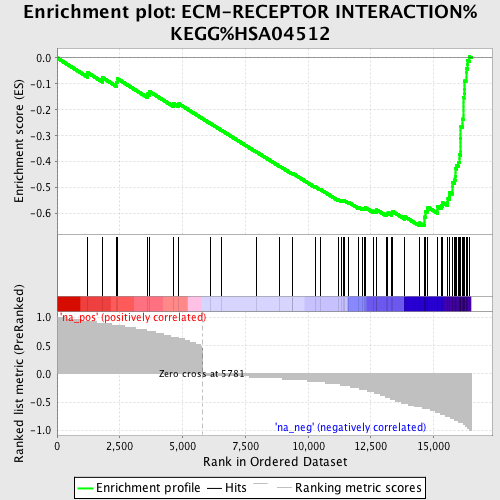 Enrichment plot: ECM-RECEPTOR INTERACTION%
KEGG%HSA04512
Enrichment score (ES)
0.0
-0.1
-0.2
-0.3
-0.4
-0.5
-0.6
Ranked list metric (PreRanked)
1.0
0.5
0.0
-0.5
-1.0
'na_pos' (positively correlated)
Zero cross at 5781
'na_neg' (negatively correlated)
0
2,500
5,000
7,500
10,000
12,500
15,000
Rank in Ordered Dataset
Enrichment profile
Hits
Ranking metric scores